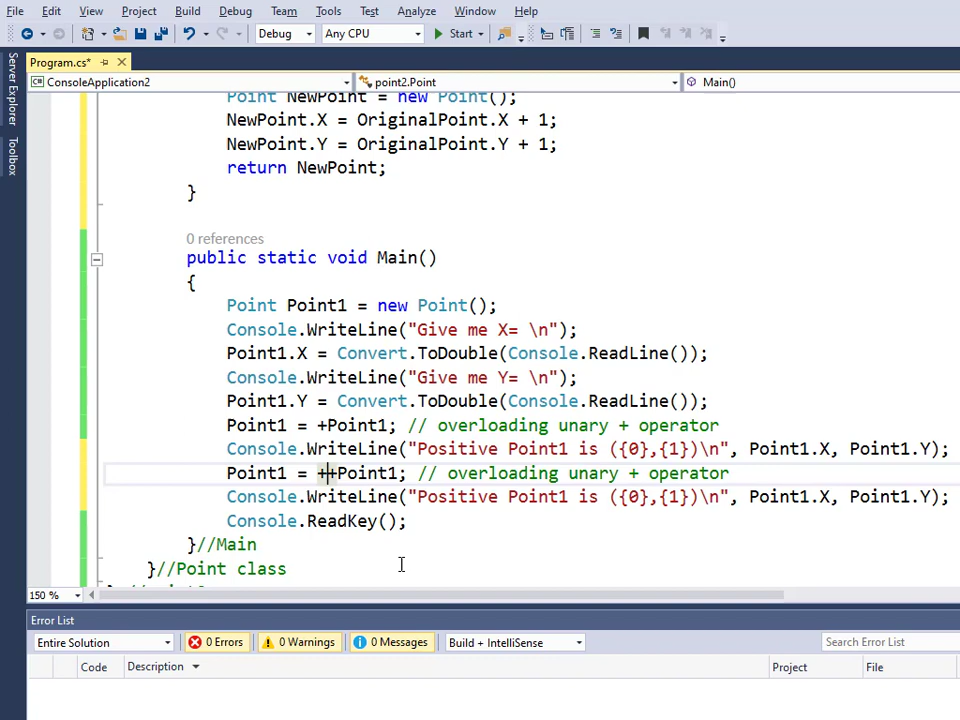 File Edit View Project Build Debug Team Tools Test Analyze Window Help
Debug Any CPU Start
Program.cs*
ConsoleApplication2 point2.Point Main()
Server Explorer
Toolbox
Point NewPoint = new Point();
NewPoint.X = OriginalPoint.X + 1;
NewPoint.Y = OriginalPoint.Y + 1;
return NewPoint;
}
0 references
public static void Main()
{
Point Point1 = new Point();
Console.WriteLine("Give me X= \n");
Point1.X = Convert.ToDouble(Console.ReadLine());
Console.WriteLine("Give me Y= \n");
Point1.Y = Convert.ToDouble(Console.ReadLine());
Point1 = +Point1; // overloading unary + operator
Console.WriteLine("Positive Point1 is ({0},{1})\n", Point1.X, Point1.Y);
Point1 = ++Point1; // overloading unary + operator
Console.WriteLine("Positive Point1 is ({0},{1})\n", Point1.X, Point1.Y);
Console.ReadKey();
}//Main
}//Point class
150 %
Error List
Entire Solution 0 Errors 0 Warnings 0 Messages Build + IntelliSense Search Error List
Code Description Project File